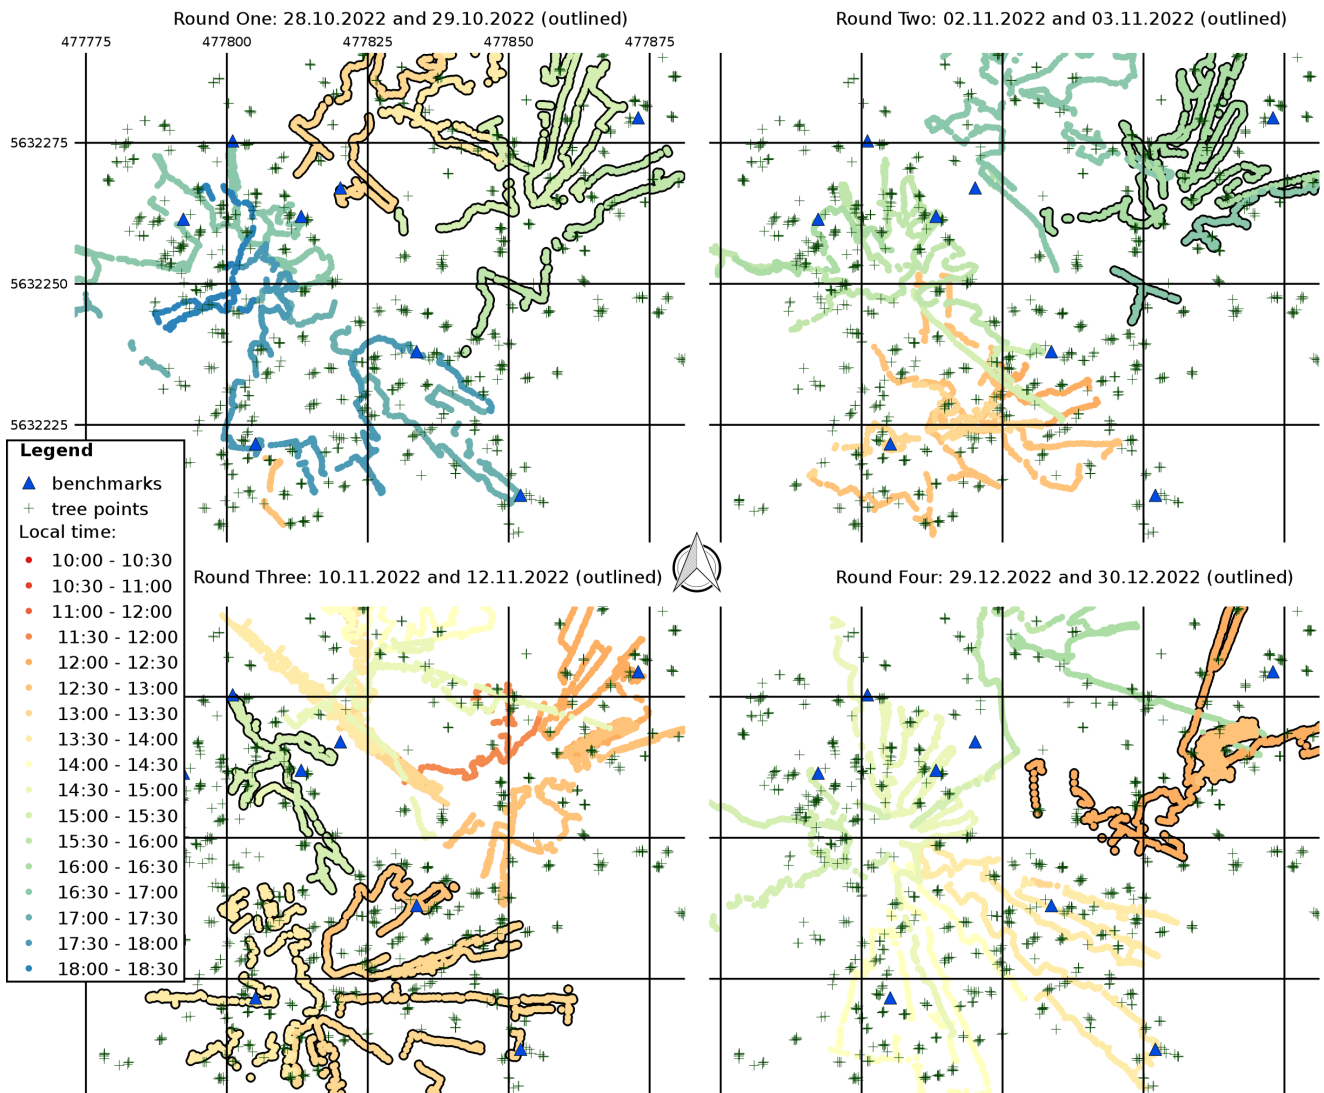 Round One: 28.10.2022 and 29.10.2022 (outlined)
Round Two: 02.11.2022 and 03.11.2022 (outlined)
477775 477800 477825 477850 477875
5632275
5632250
5632225
Legend
benchmarks
tree points
Local time:
10:00 - 10:30
10:30 - 11:00
11:00 - 12:00
11:30 - 12:00
12:00 - 12:30
12:30 - 13:00
13:00 - 13:30
13:30 - 14:00
14:00 - 14:30
14:30 - 15:00
15:00 - 15:30
15:30 - 16:00
16:00 - 16:30
16:30 - 17:00
17:00 - 17:30
17:30 - 18:00
18:00 - 18:30
Round Three: 10.11.2022 and 12.11.2022 (outlined)
Round Four: 29.12.2022 and 30.12.2022 (outlined)